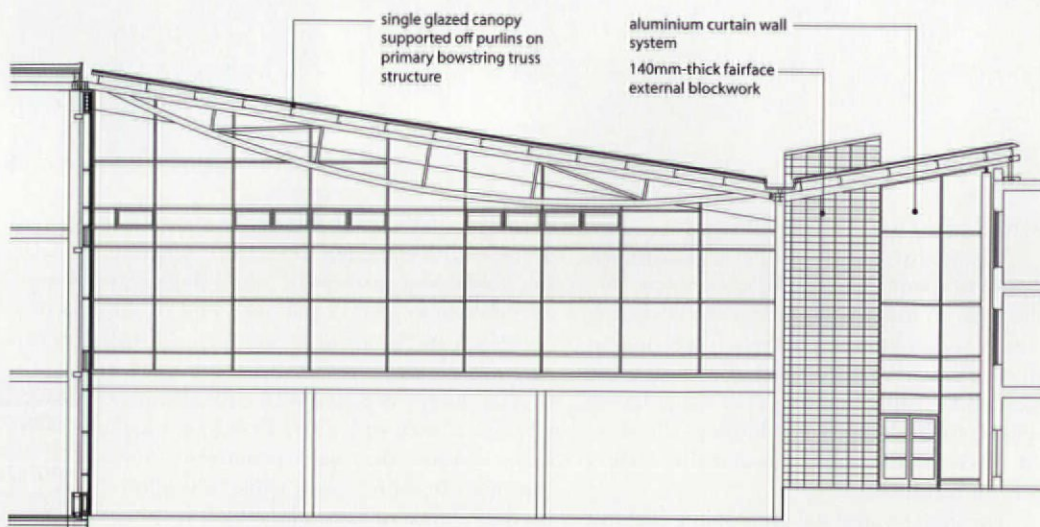 single glazed canopy
supported off purlins on
primary bowstring truss
structure
aluminium curtain wall
system
140mm-thick fairface
external blockwork